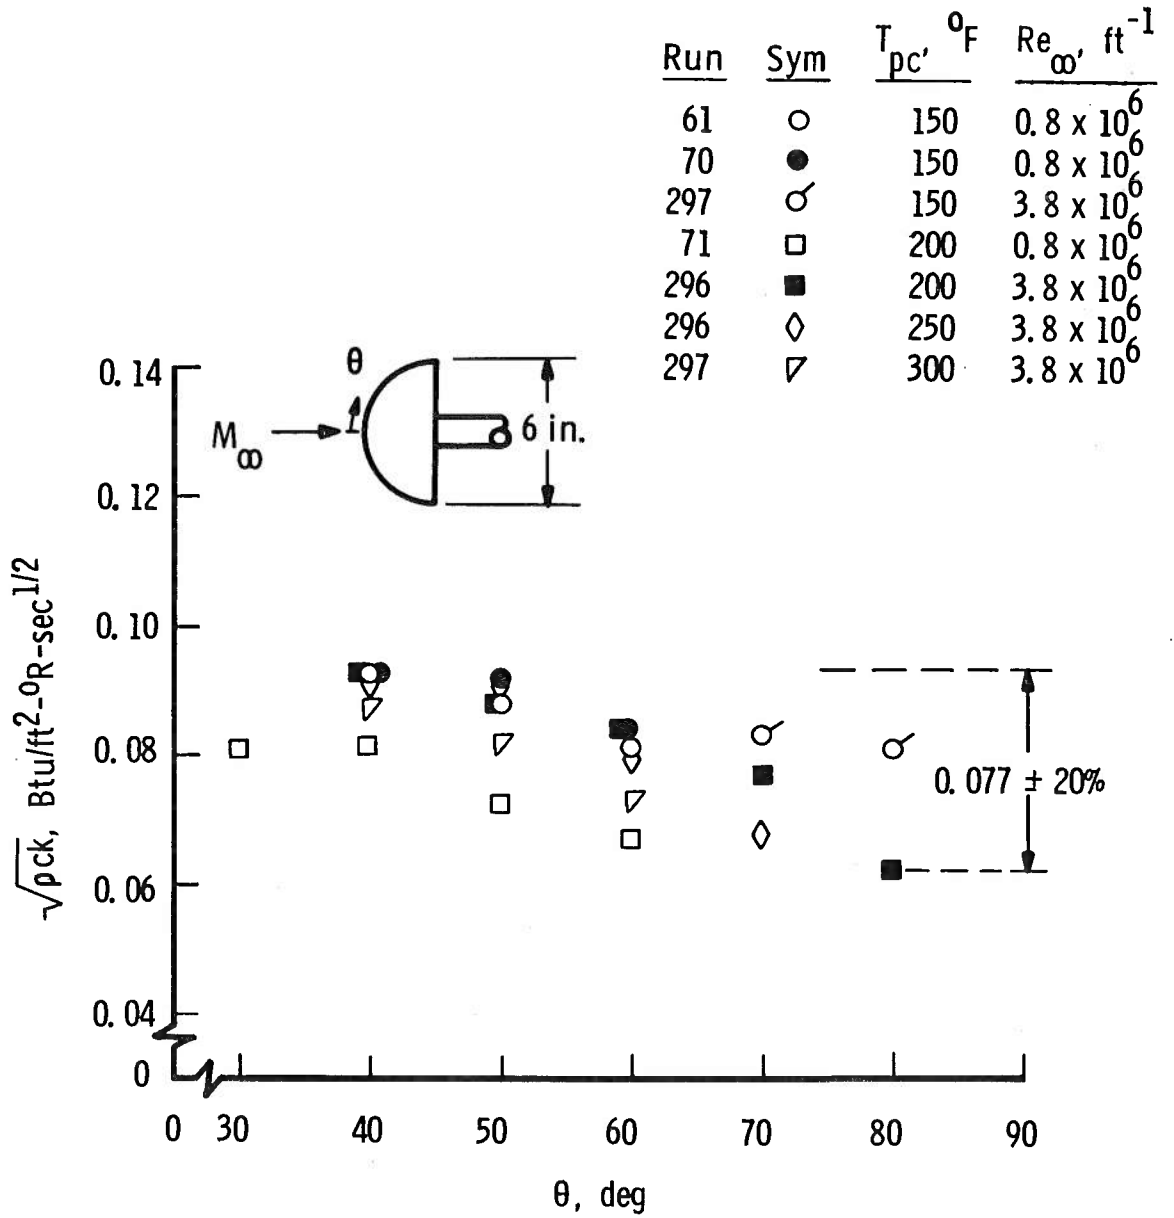 Run Sym T_pc, °F Re_∞, ft^-1
61 150 0.8 x 10^6
70 150 0.8 x 10^6
297 150 3.8 x 10^6
71 200 0.8 x 10^6
296 200 3.8 x 10^6
296 250 3.8 x 10^6
297 300 3.8 x 10^6
θ
M_∞
6 in.
0.14
0.12
0.10
0.08
0.06
0.04
0
√ρck, Btu/ft^2-°R-sec^1/2
0.077 ± 20%
0 30 40 50 60 70 80 90
θ, deg